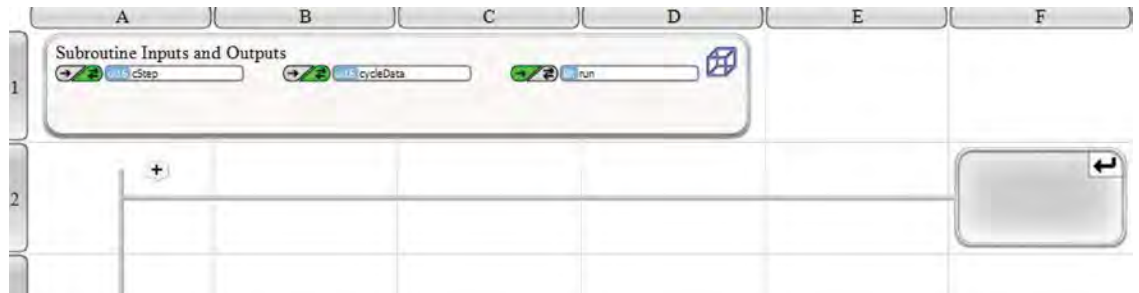 A B C D E F
Subroutine Inputs and Outputs
cStep cycleData run
1
2